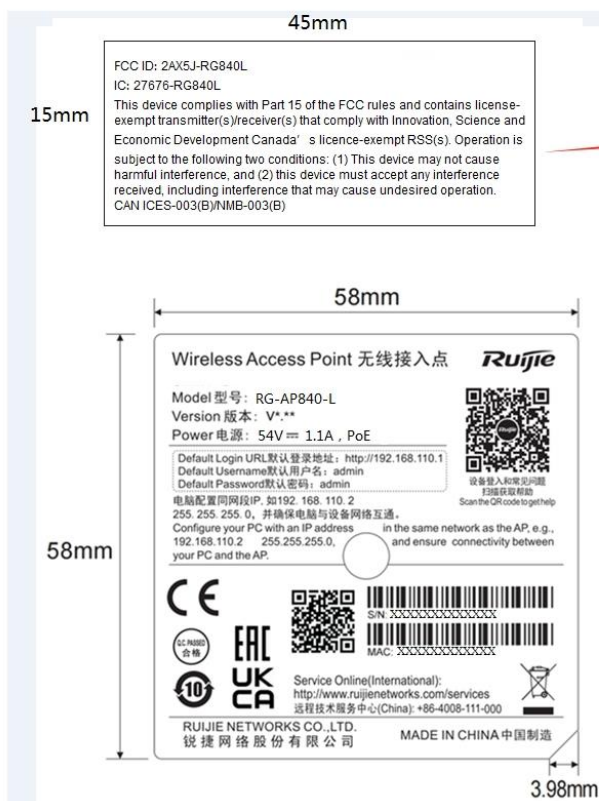 45mm
15mm
FCC ID: 2AX5J-RG840L
IC: 27676-RG840L
This device complies with Part 15 of the FCC rules and contains license-
exempt transmitter(s)/receiver(s) that comply with Innovation, Science and
Economic Development Canada' s licence-exempt RSS(s). Operation is
subject to the following two conditions: (1) This device may not cause
harmful interference, and (2) this device must accept any interference
received, including interference that may cause undesired operation.
CAN ICES-003(B)/NMB-003(B)
58mm
58mm
Wireless Access Point 无线接入点
Ruijie
Model 型号: RG-AP840-L
Version 版本: V*.**
Power 电源: 54V⎓ 1.1A , PoE
Default Login URL默认登录地址: http://192.168.110.1
Default Username默认用户名: admin
Default Password默认密码: admin
设备登入和常见问题
扫描获取帮助
Scan the QR code to get help
电脑配置同网段IP, 如192. 168. 110. 2
255. 255. 255. 0, 并确保电脑与设备网络互通。
Configure your PC with an IP address in the same network as the AP, e.g.,
192.168.110.2 255.255.255.0, and ensure connectivity between
your PC and the AP.
CE
S/N: XXXXXXXXXXXXX
MAC: XXXXXXXXXXXX
Q.C. PASSED
合格
EAC
10
UK
CA
Service Online(International):
http://www.ruijienetworks.com/services
远程技术服务中心(China): +86-4008-111-000
RUIJIE NETWORKS CO.,LTD.
锐捷网络股份有限公司
MADE IN CHINA 中国制造
3.98mm